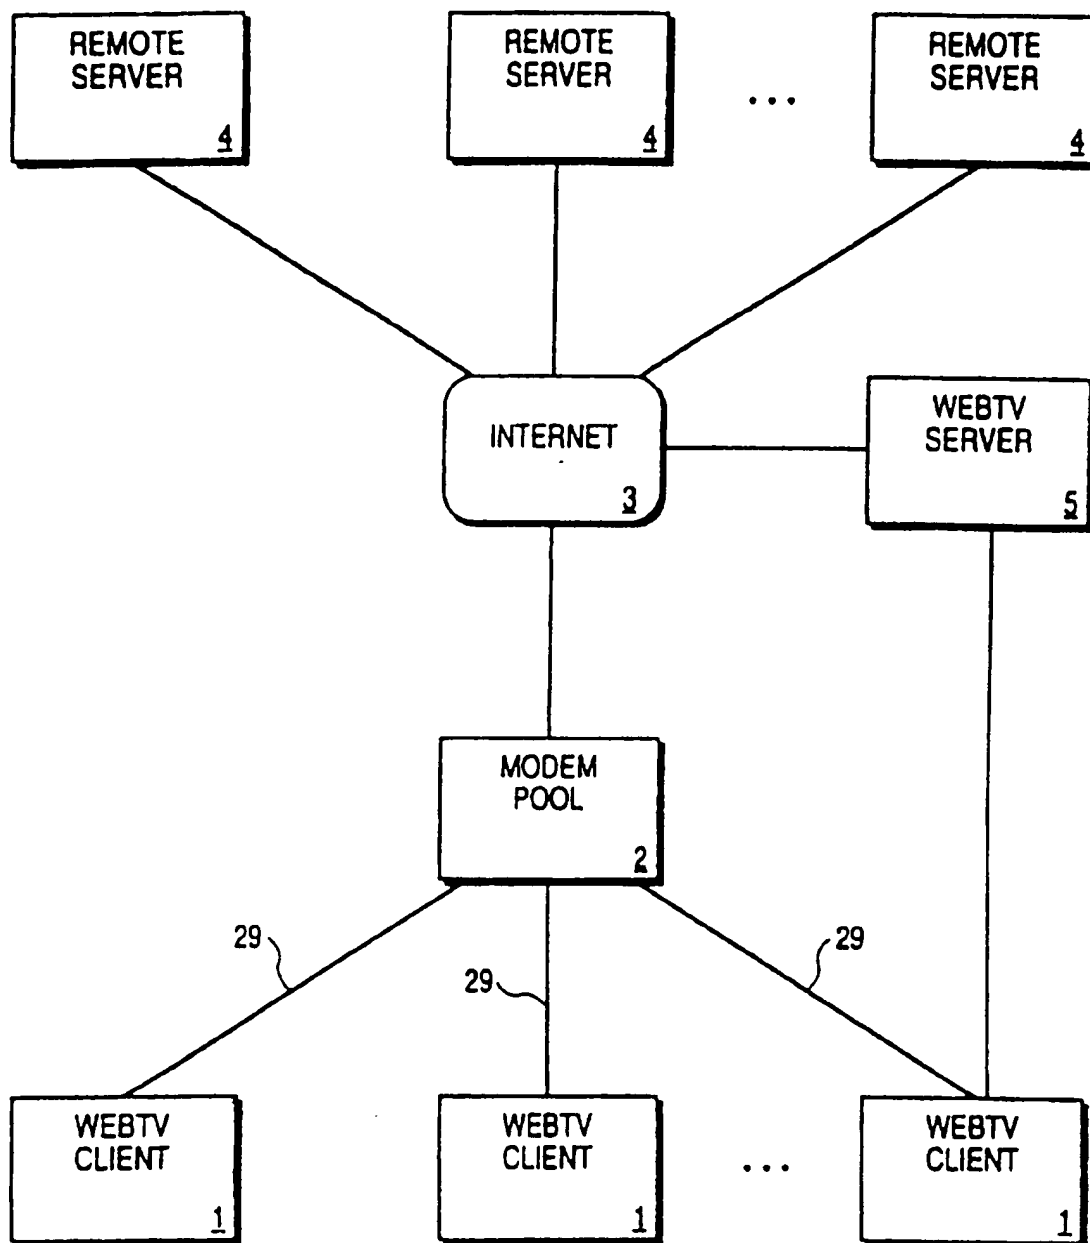 REMOTE
SERVER
4
REMOTE
SERVER
4
...
REMOTE
SERVER
4
INTERNET
3
WEBTV
SERVER
5
MODEM
POOL
2
29
29
29
WEBTV
CLIENT
1
WEBTV
CLIENT
1
...
WEBTV
CLIENT
1